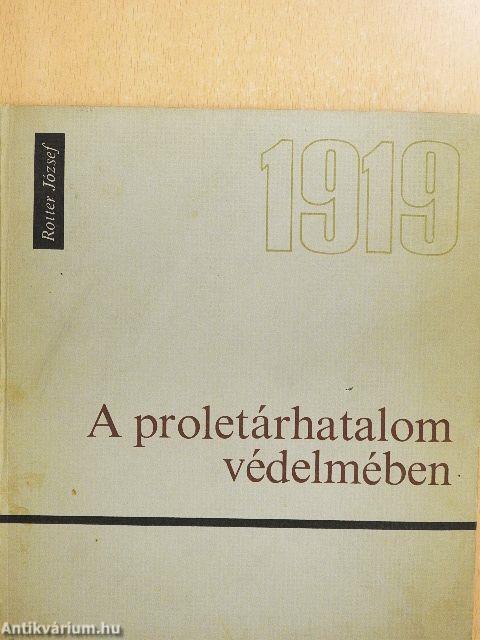 Rotter József
1919
A proletárhatalom
védelmében
Antikvárium.hu